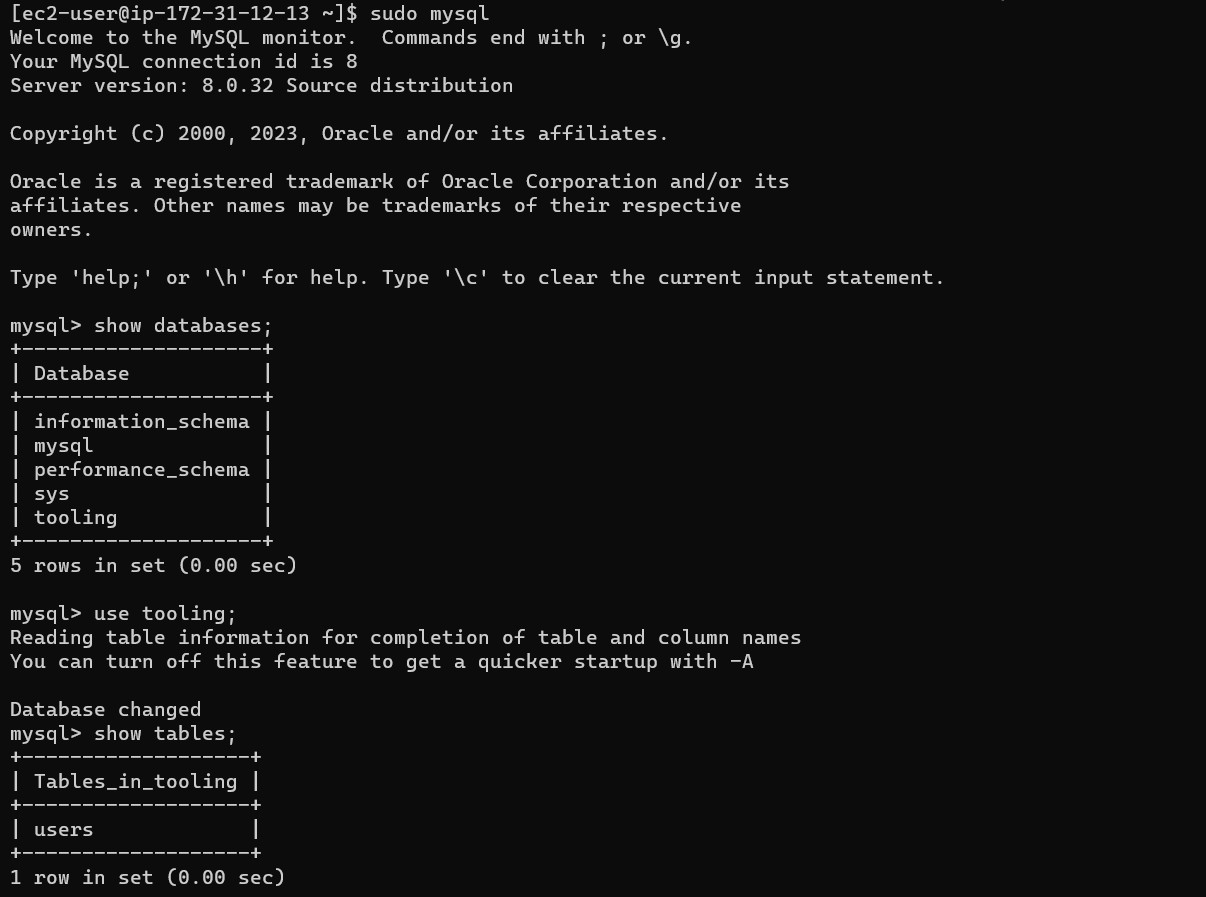 [ec2-user@ip-172-31-12-13 ~]$ sudo mysql
Welcome to the MySQL monitor.  Commands end with ; or \g.
Your MySQL connection id is 8
Server version: 8.0.32 Source distribution

Copyright (c) 2000, 2023, Oracle and/or its affiliates.

Oracle is a registered trademark of Oracle Corporation and/or its
affiliates. Other names may be trademarks of their respective
owners.

Type 'help;' or '\h' for help. Type '\c' to clear the current input statement.

mysql> show databases;
+--------------------+
| Database           |
+--------------------+
| information_schema |
| mysql              |
| performance_schema |
| sys                |
| tooling            |
+--------------------+
5 rows in set (0.00 sec)

mysql> use tooling;
Reading table information for completion of table and column names
You can turn off this feature to get a quicker startup with -A

Database changed
mysql> show tables;
+-------------------+
| Tables_in_tooling |
+-------------------+
| users             |
+-------------------+
1 row in set (0.00 sec)